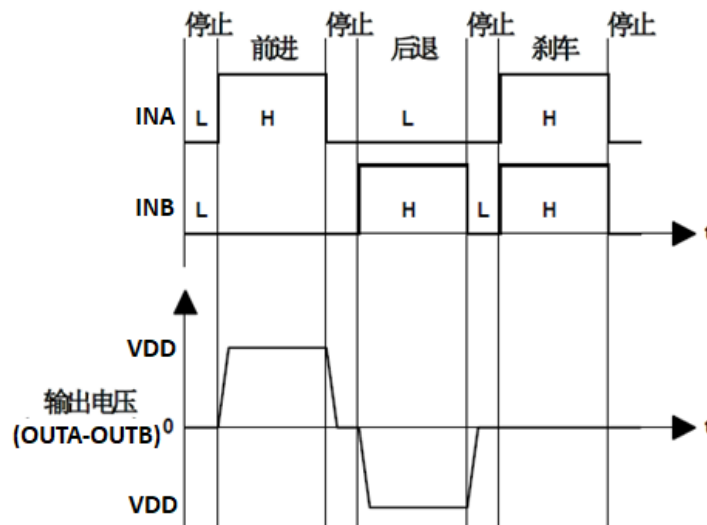 停止 前进 停止 后退 停止 刹车 停止
INA L H L H
INB L H L H
t
VDD
输出电压
(OUTA-OUTB) 0 t
VDD